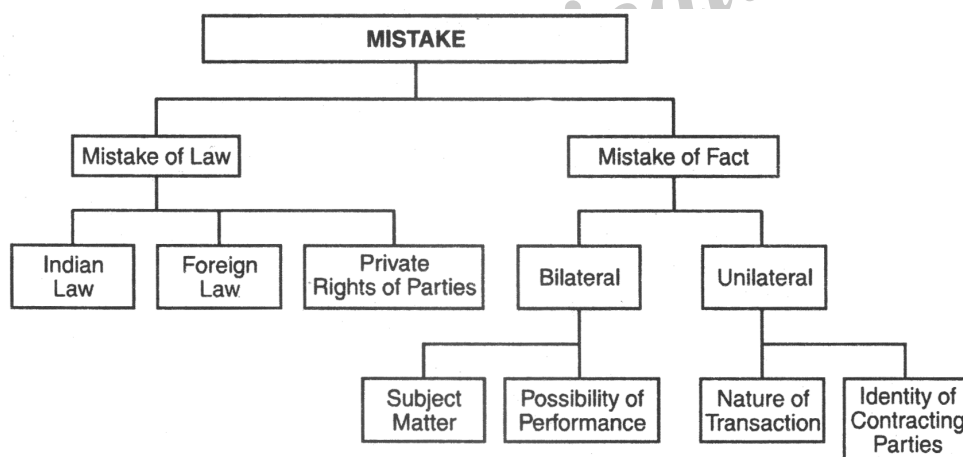 MISTAKE
Mistake of Law
Mistake of Fact
Indian
Law
Foreign
Law
Private
Rights of Parties
Bilateral
Unilateral
Subject
Matter
Possibility of
Performance
Nature of
Transaction
Identity of
Contracting
Parties